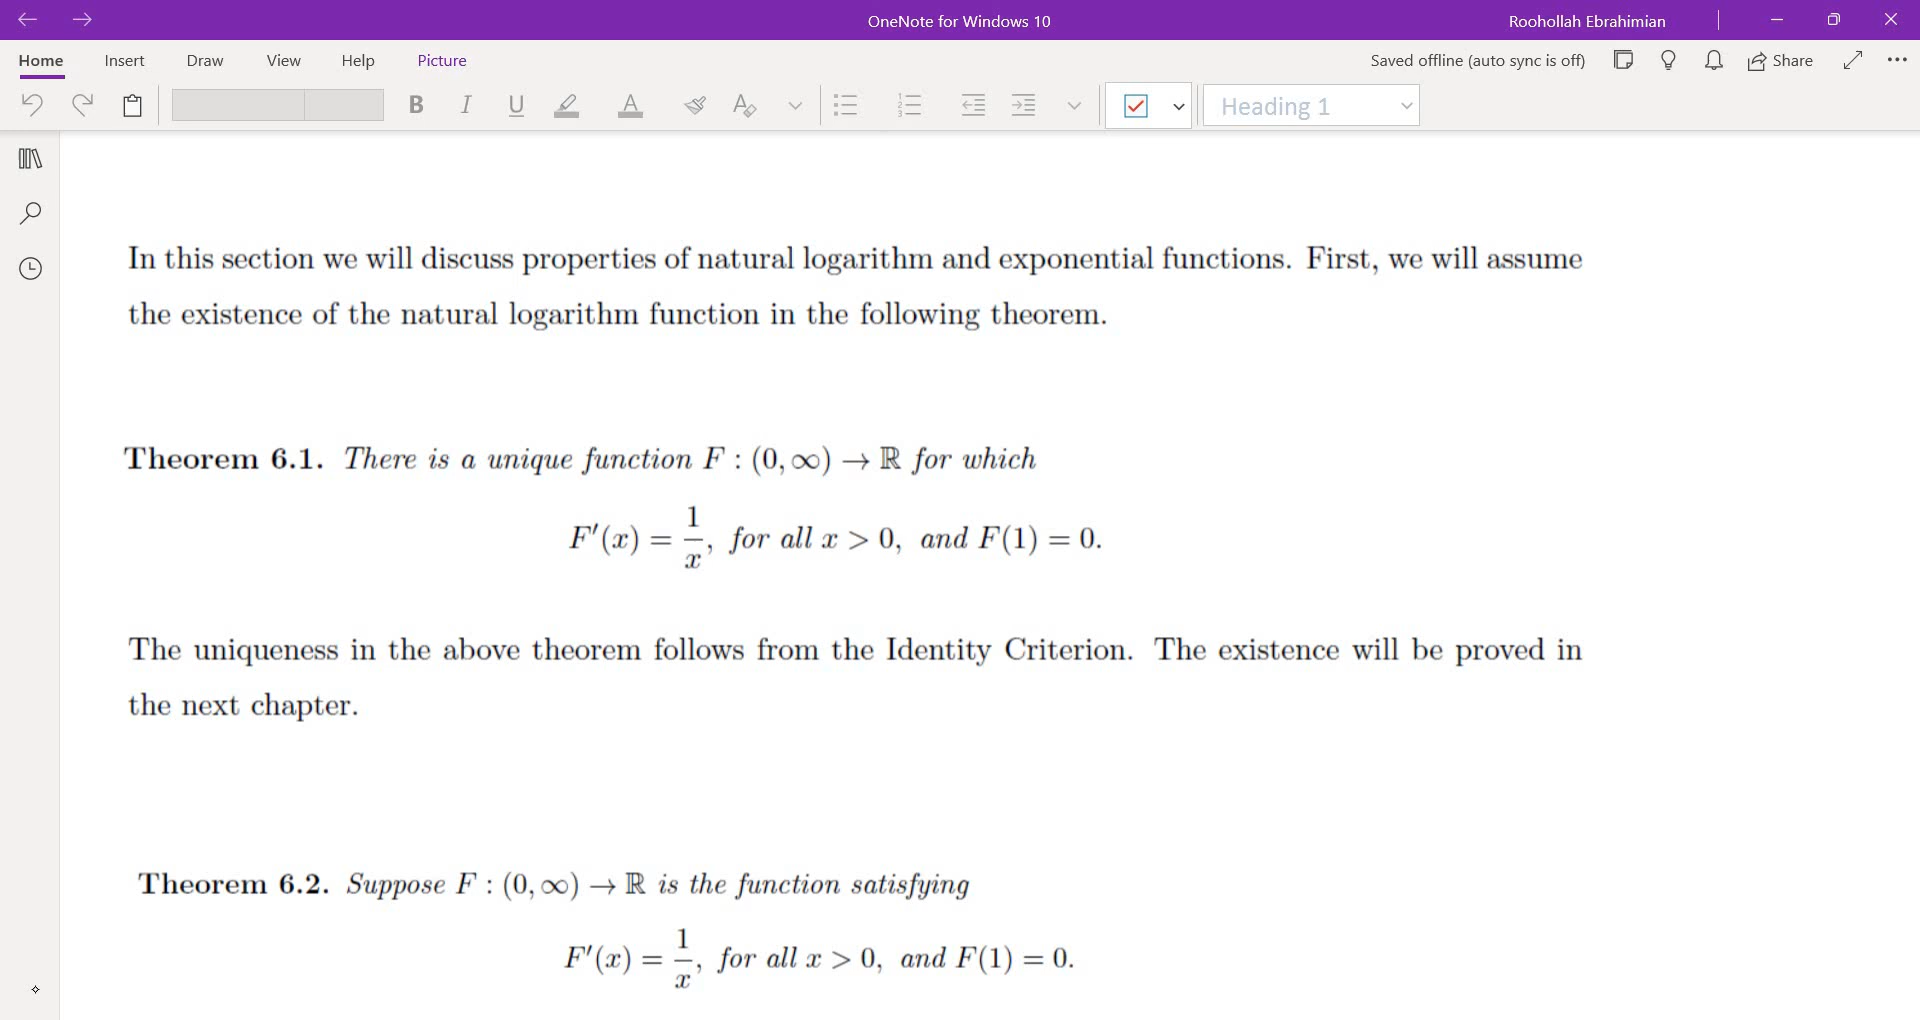 OneNote for Windows 10
Roohollah Ebrahimian
Home Insert Draw View Help Picture
Saved offline (auto sync is off)
Share
B I U A A
Heading 1
In this section we will discuss properties of natural logarithm and exponential functions. First, we will assume
the existence of the natural logarithm function in the following theorem.
Theorem 6.1. There is a unique function F : (0, ∞) → ℝ for which
F′(x) = 1/x, for all x > 0, and F(1) = 0.
The uniqueness in the above theorem follows from the Identity Criterion. The existence will be proved in
the next chapter.
Theorem 6.2. Suppose F : (0, ∞) → ℝ is the function satisfying
F′(x) = 1/x, for all x > 0, and F(1) = 0.